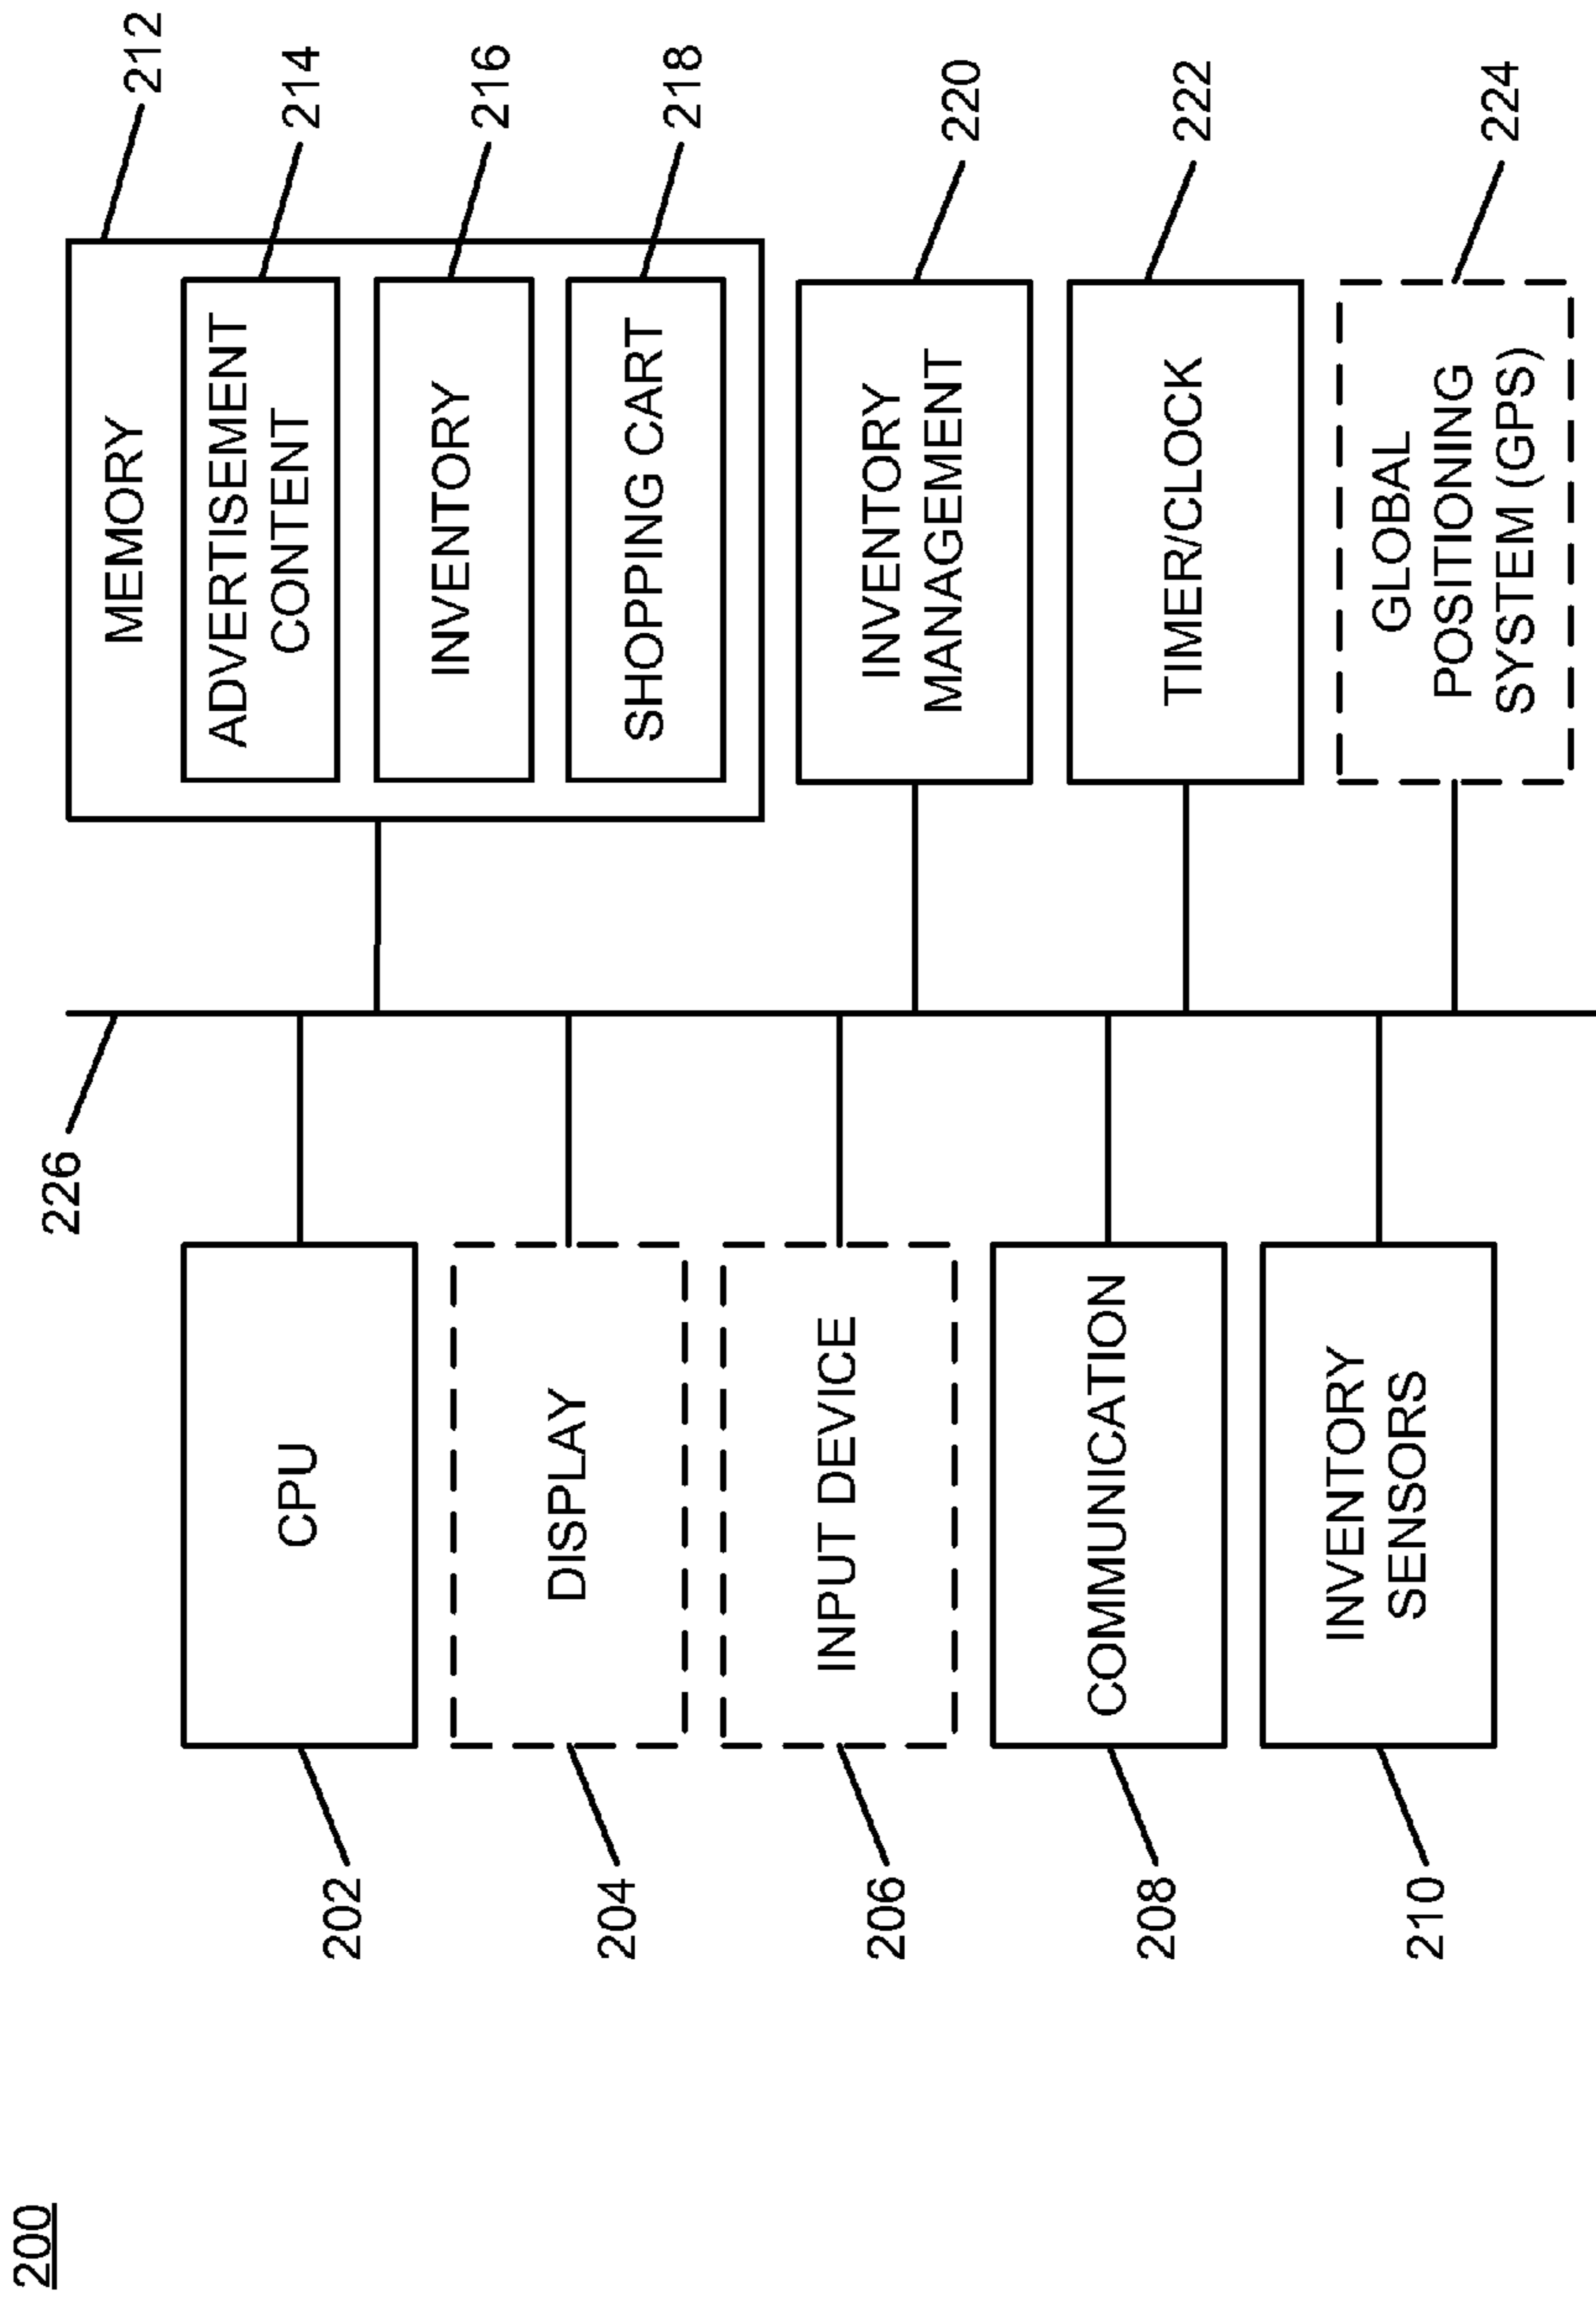 200
226
212
MEMORY
214
ADVERTISEMENT
CONTENT
216
INVENTORY
218
SHOPPING CART
202
CPU
204
DISPLAY
206
INPUT DEVICE
208
COMMUNICATION
210
INVENTORY
SENSORS
220
INVENTORY
MANAGEMENT
222
TIMER/CLOCK
224
GLOBAL
POSITIONING
SYSTEM (GPS)